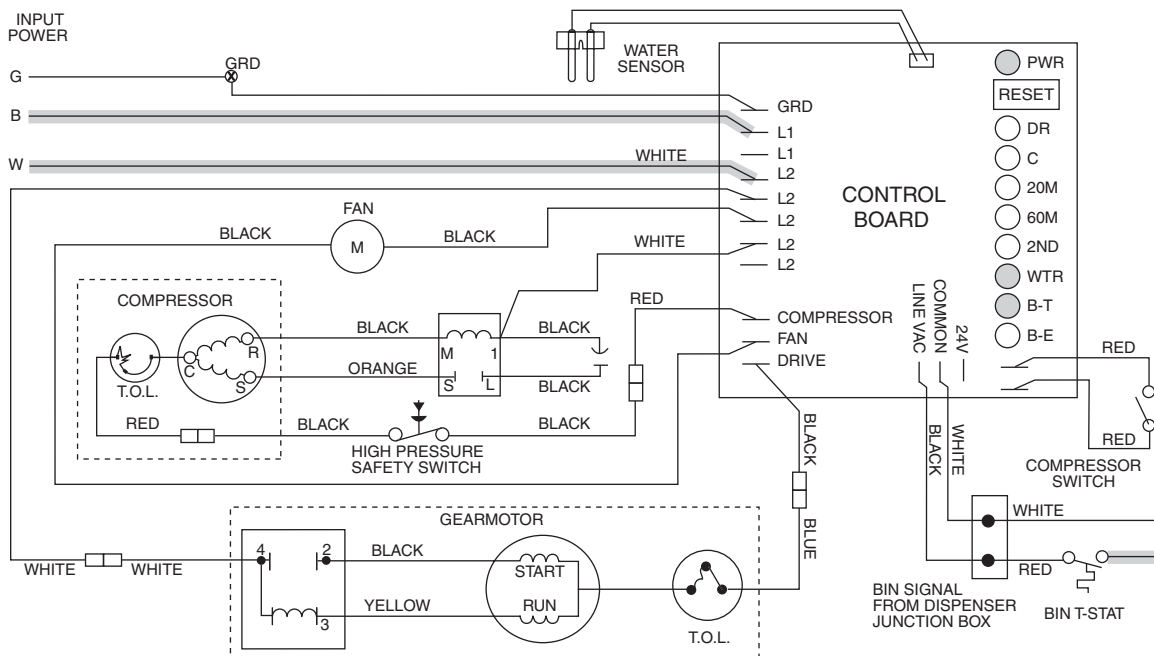 INPUT
POWER
GRD
G
B
W
WATER
SENSOR
PWR
RESET
DR
C
20M
60M
2ND
WTR
B-T
B-E
GRD
L1
L1
WHITE
L2
L2
L2
L2
L2
CONTROL
BOARD
FAN
M
BLACK
BLACK
WHITE
COMPRESSOR
T.O.L.
C
R
S
BLACK
ORANGE
M
1
S
L
BLACK
BLACK
RED
RED
BLACK
BLACK
HIGH PRESSURE
SAFETY SWITCH
COMPRESSOR
FAN
DRIVE
LINE VAC
COMMON
24V
BLACK
WHITE
RED
RED
COMPRESSOR
SWITCH
BLACK
BLUE
GEARMOTOR
WHITE
WHITE
4
2
3
BLACK
YELLOW
START
RUN
T.O.L.
WHITE
RED
BIN SIGNAL
FROM DISPENSER
JUNCTION BOX
BIN T-STAT